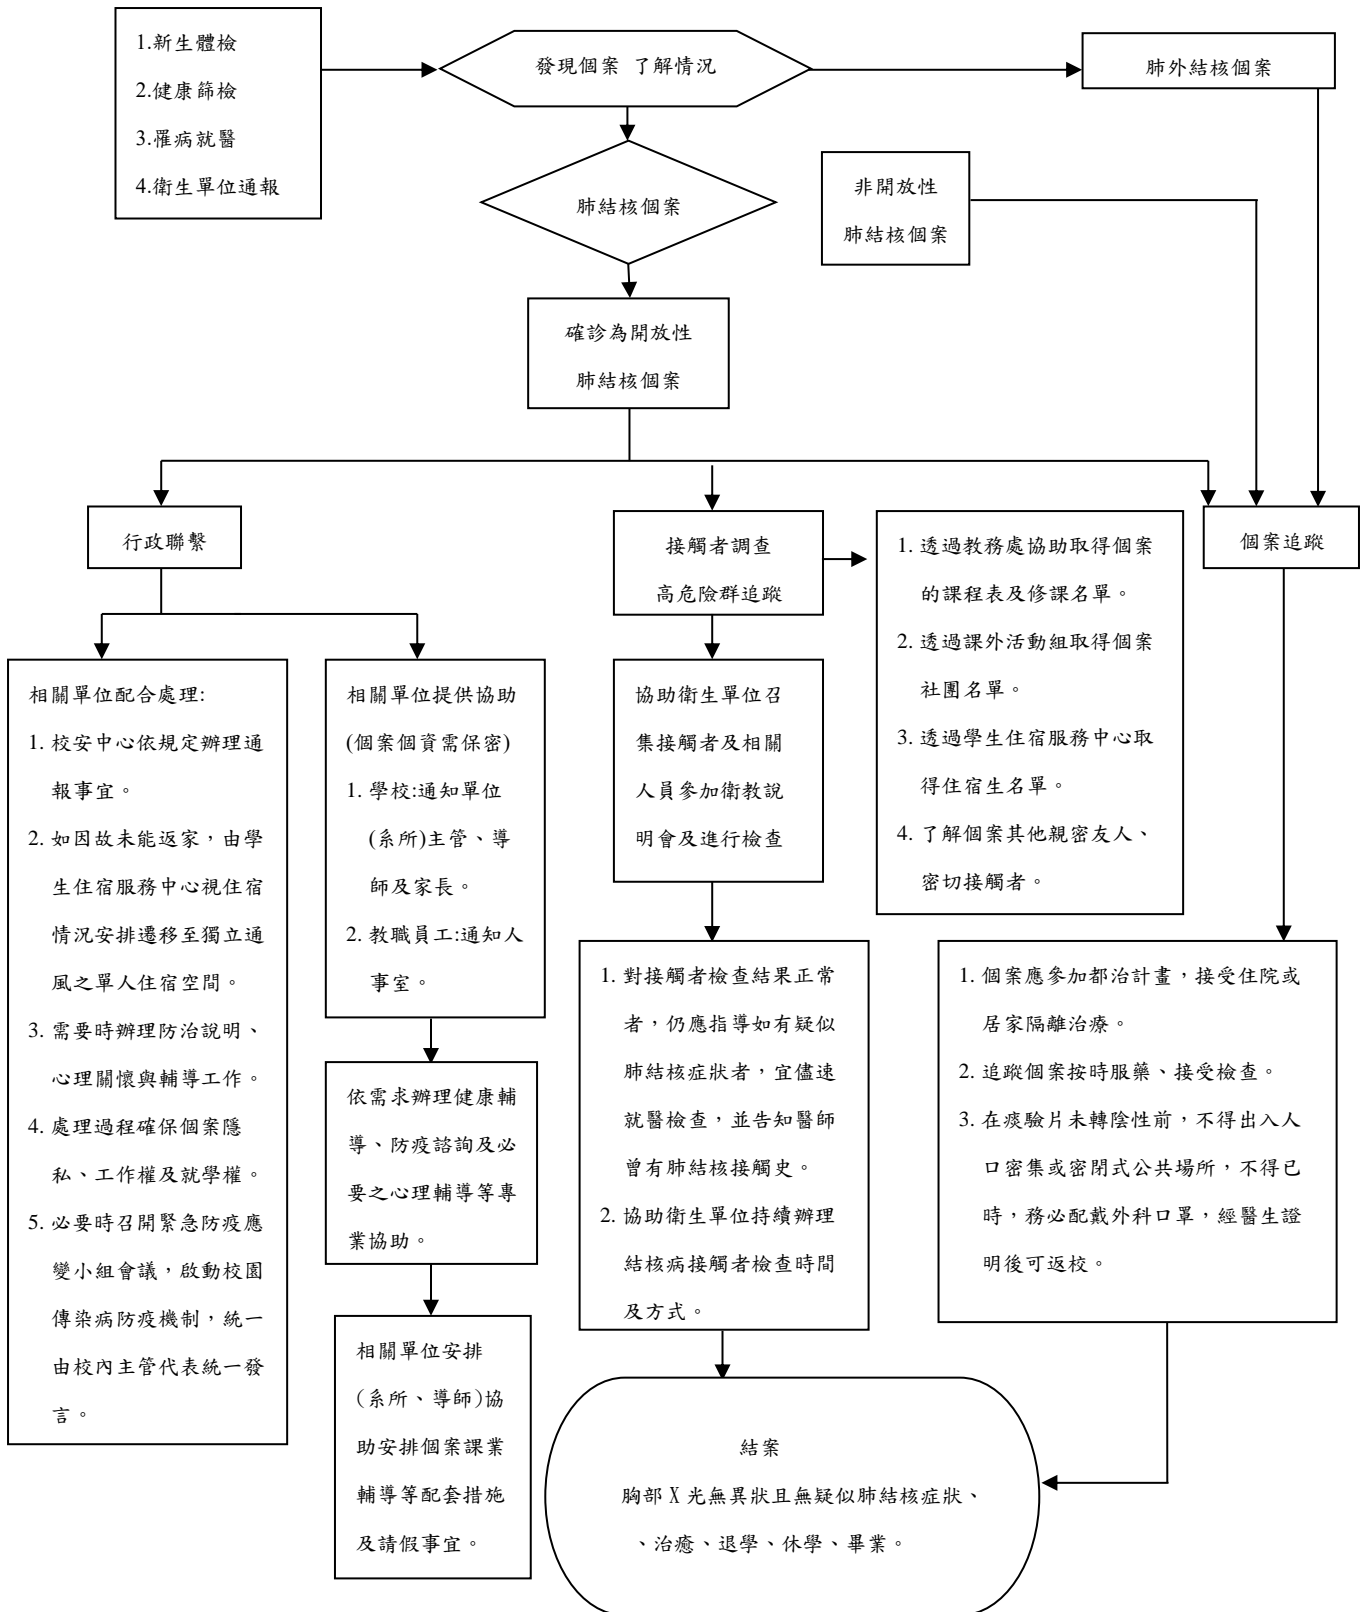 1.新生體檢
2.健康篩檢
3.罹病就醫
4.衛生單位通報
發現個案 了解情況
肺外結核個案
肺結核個案
非開放性
肺結核個案
確診為開放性
肺結核個案
行政聯繫
接觸者調查
高危險群追蹤
1. 透過教務處協助取得個案
的課程表及修課名單。
2. 透過課外活動組取得個案
社團名單。
3. 透過學生住宿服務中心取
得住宿生名單。
4. 了解個案其他親密友人、
密切接觸者。
個案追蹤
相關單位配合處理:
1. 校安中心依規定辦理通
報事宜。
2. 如因故未能返家，由學
生住宿服務中心視住宿
情況安排遷移至獨立通
風之單人住宿空間。
3. 需要時辦理防治說明、
心理關懷與輔導工作。
4. 處理過程確保個案隱
私、工作權及就學權。
5. 必要時召開緊急防疫應
變小組會議，啟動校園
傳染病防疫機制，統一
由校內主管代表統一發
言。
相關單位提供協助
(個案個資需保密)
1. 學校:通知單位
(系所)主管、導
師及家長。
2. 教職員工:通知人
事室。
依需求辦理健康輔
導、防疫諮詢及必
要之心理輔導等專
業協助。
相關單位安排
(系所、導師)協
助安排個案課業
輔導等配套措施
及請假事宜。
協助衛生單位召
集接觸者及相關
人員參加衛教說
明會及進行檢查
1. 對接觸者檢查結果正常
者，仍應指導如有疑似
肺結核症狀者，宜儘速
就醫檢查，並告知醫師
曾有肺結核接觸史。
2. 協助衛生單位持續辦理
結核病接觸者檢查時間
及方式。
1. 個案應參加都治計畫，接受住院或
居家隔離治療。
2. 追蹤個案按時服藥、接受檢查。
3. 在痰驗片未轉陰性前，不得出入人
口密集或密閉式公共場所，不得已
時，務必配戴外科口罩，經醫生證
明後可返校。
結案
胸部 X 光無異狀且無疑似肺結核症狀、
、治癒、退學、休學、畢業。